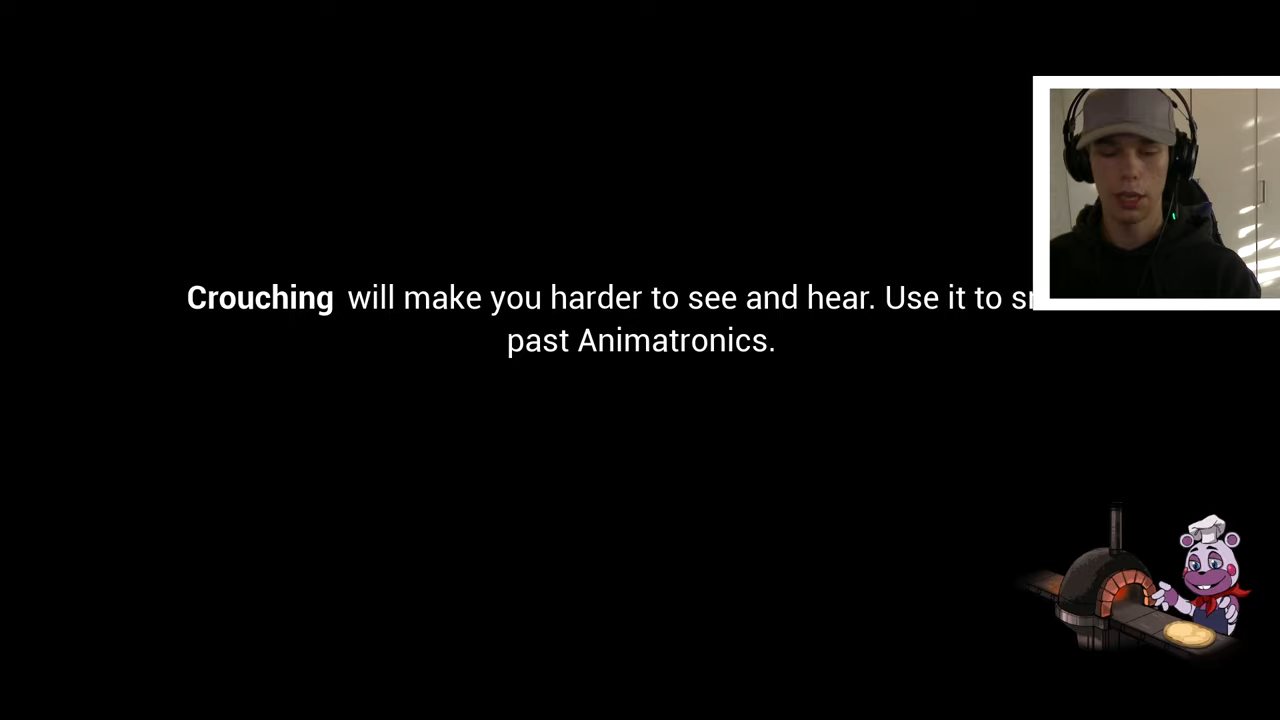 Crouching will make you harder to see and hear. Use it to
past Animatronics.